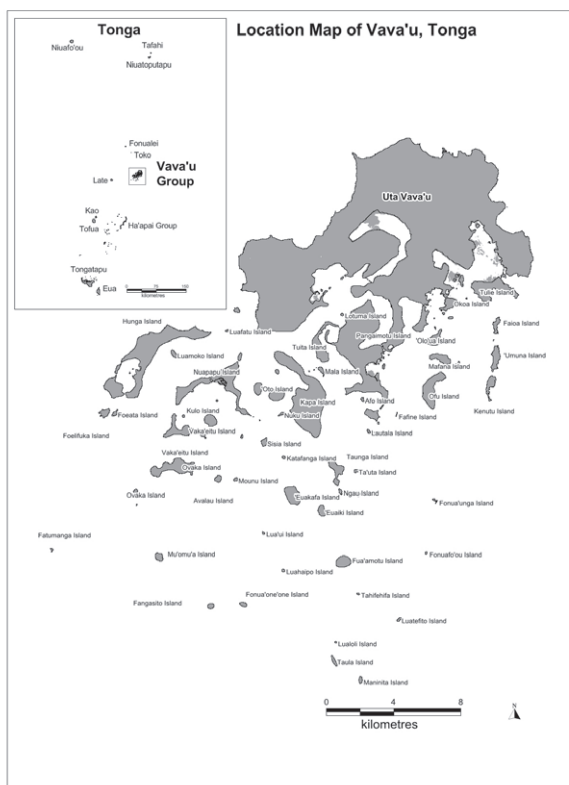 Tonga
Location Map of Vava'u, Tonga
Niuafo'ou
Tafahi
Niuatoputapu
Fonualei
Toko
Late
Vava'u
Group
Kao
Tofua
Ha'apai Group
Tongatapu
Eua
kilometres
Uta Vava'u
Tulie Island
Okoa Island
Lotuma Island
Faioa Island
Hunga Island
Luafatu Island
Pangaimotu Island
'Olo'ua Island
Tuita Island
Luamoko Island
'Umuna Island
Mafana Island
Nuapapu Island
Mala Island
'Oto Island
Ofu Island
Kapa Island
Afo Island
Foeata Island
Kulo Island
Nuku Island
Fafine Island
Kenutu Island
Foelifuka Island
Vaka'eitu Island
Lautala Island
Sisia Island
Vaka'eitu Island
Katafanga Island
Taunga Island
Ovaka Island
Ta'uta Island
Mounu Island
Ovaka Island
Avalau Island
'Euakafa Island
Ngau Island
Fonua'unga Island
'Euaiki Island
Fatumanga Island
Lua'ui Island
Mu'omu'a Island
Fua'amotu Island
Fonuafo'ou Island
Luahaipo Island
Fonua'one'one Island
Tahifehifa Island
Fangasito Island
Luatefito Island
Lualoli Island
Taula Island
Maninita Island
0 4 8
kilometres
N